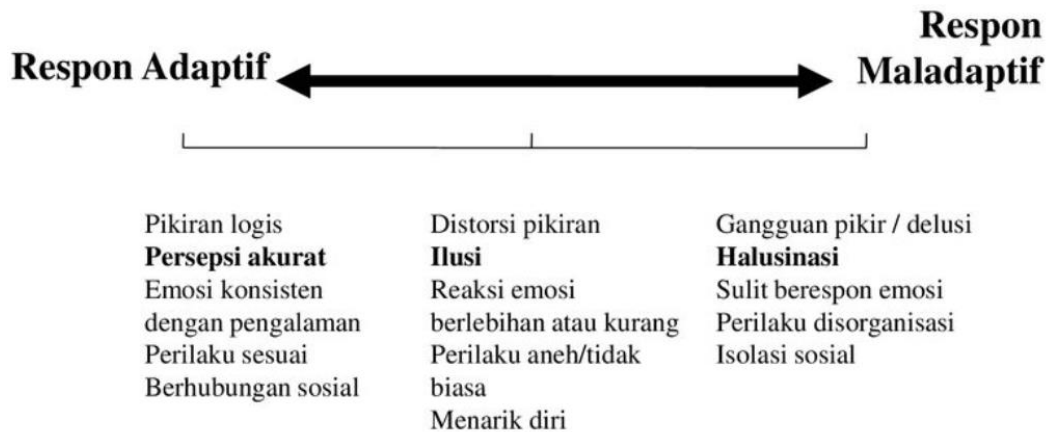 Respon Adaptif
Respon
Maladaptif
Pikiran logis
Persepsi akurat
Emosi konsisten
dengan pengalaman
Perilaku sesuai
Berhubungan sosial
Distorsi pikiran
Ilusi
Reaksi emosi
berlebihan atau kurang
Perilaku aneh/tidak
biasa
Menarik diri
Gangguan pikir / delusi
Halusinasi
Sulit berespon emosi
Perilaku disorganisasi
Isolasi sosial